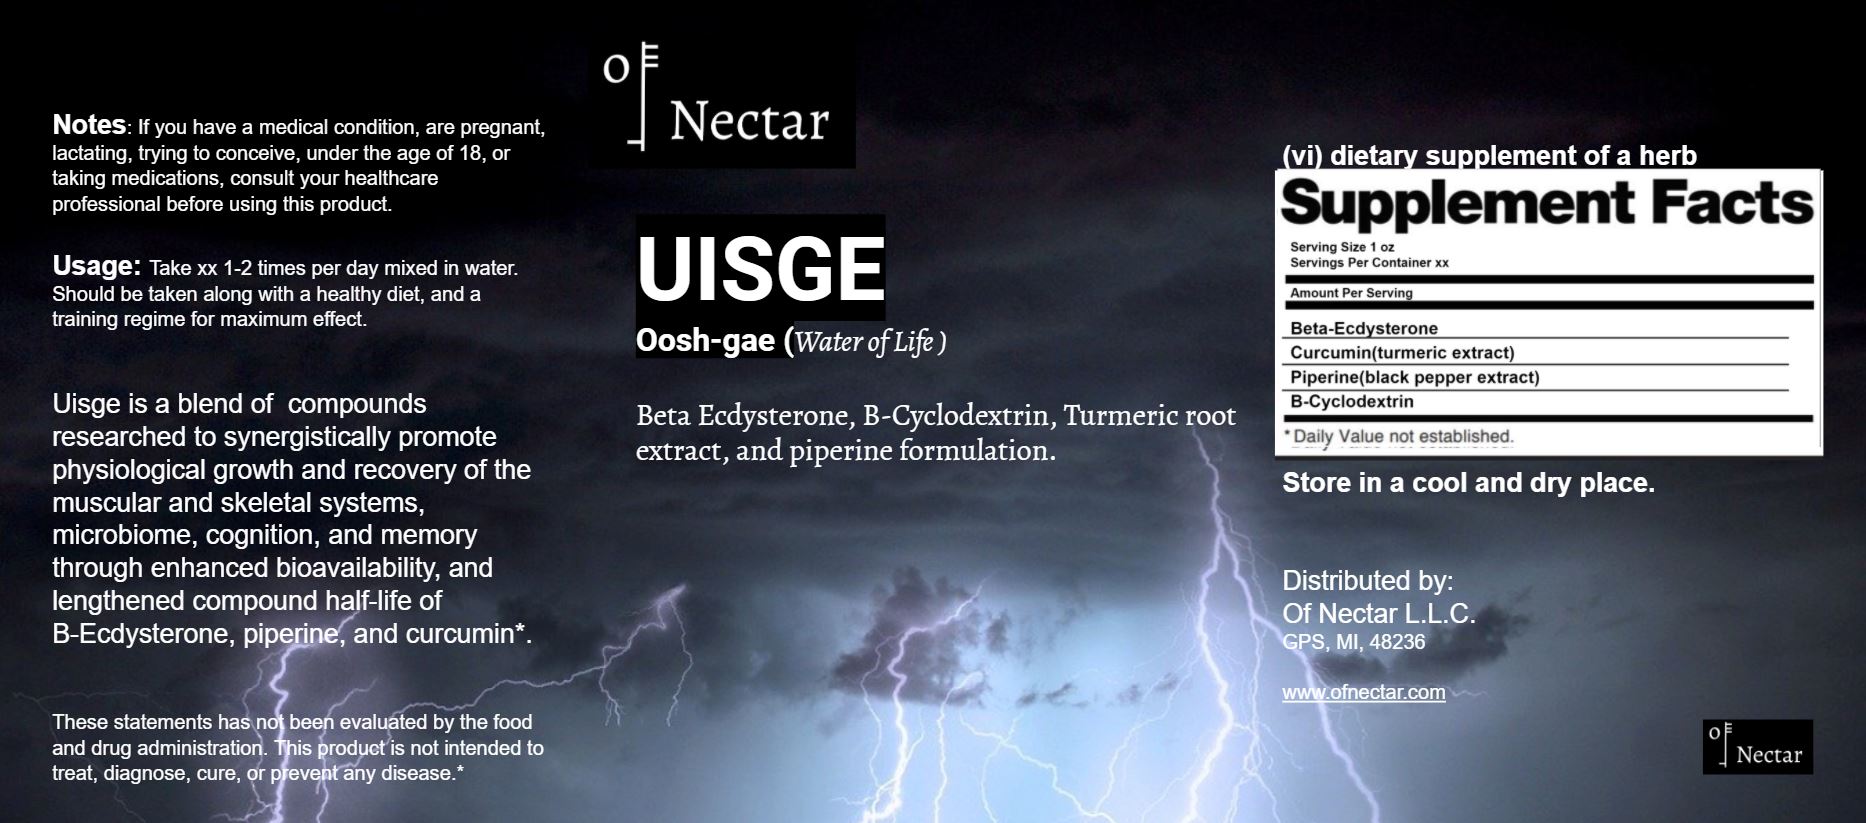 Notes: If you have a medical condition, are pregnant,
lactating, trying to conceive, under the age of 18, or
taking medications, consult your healthcare
professional before using this product.
Usage: Take xx 1-2 times per day mixed in water.
Should be taken along with a healthy diet, and a
training regime for maximum effect.
Uisge is a blend of  compounds
researched to synergistically promote
physiological growth and recovery of the
muscular and skeletal systems,
microbiome, cognition, and memory
through enhanced bioavailability, and
lengthened compound half-life of
B-Ecdysterone, piperine, and curcumin*.
These statements has not been evaluated by the food
and drug administration. This product is not intended to
treat, diagnose, cure, or prevent any disease.*
Of
Nectar
UISGE
Oosh-gae (Water of Life )
Beta Ecdysterone, B-Cyclodextrin, Turmeric root
extract, and piperine formulation.
(vi) dietary supplement of a herb
Supplement Facts
Serving Size 1 oz
Servings Per Container xx
Amount Per Serving
Beta-Ecdysterone
Curcumin(turmeric extract)
Piperine(black pepper extract)
B-Cyclodextrin
* Daily Value not established.
Store in a cool and dry place.
Distributed by:
Of Nectar L.L.C.
GPS, MI, 48236
www.ofnectar.com
Of
Nectar